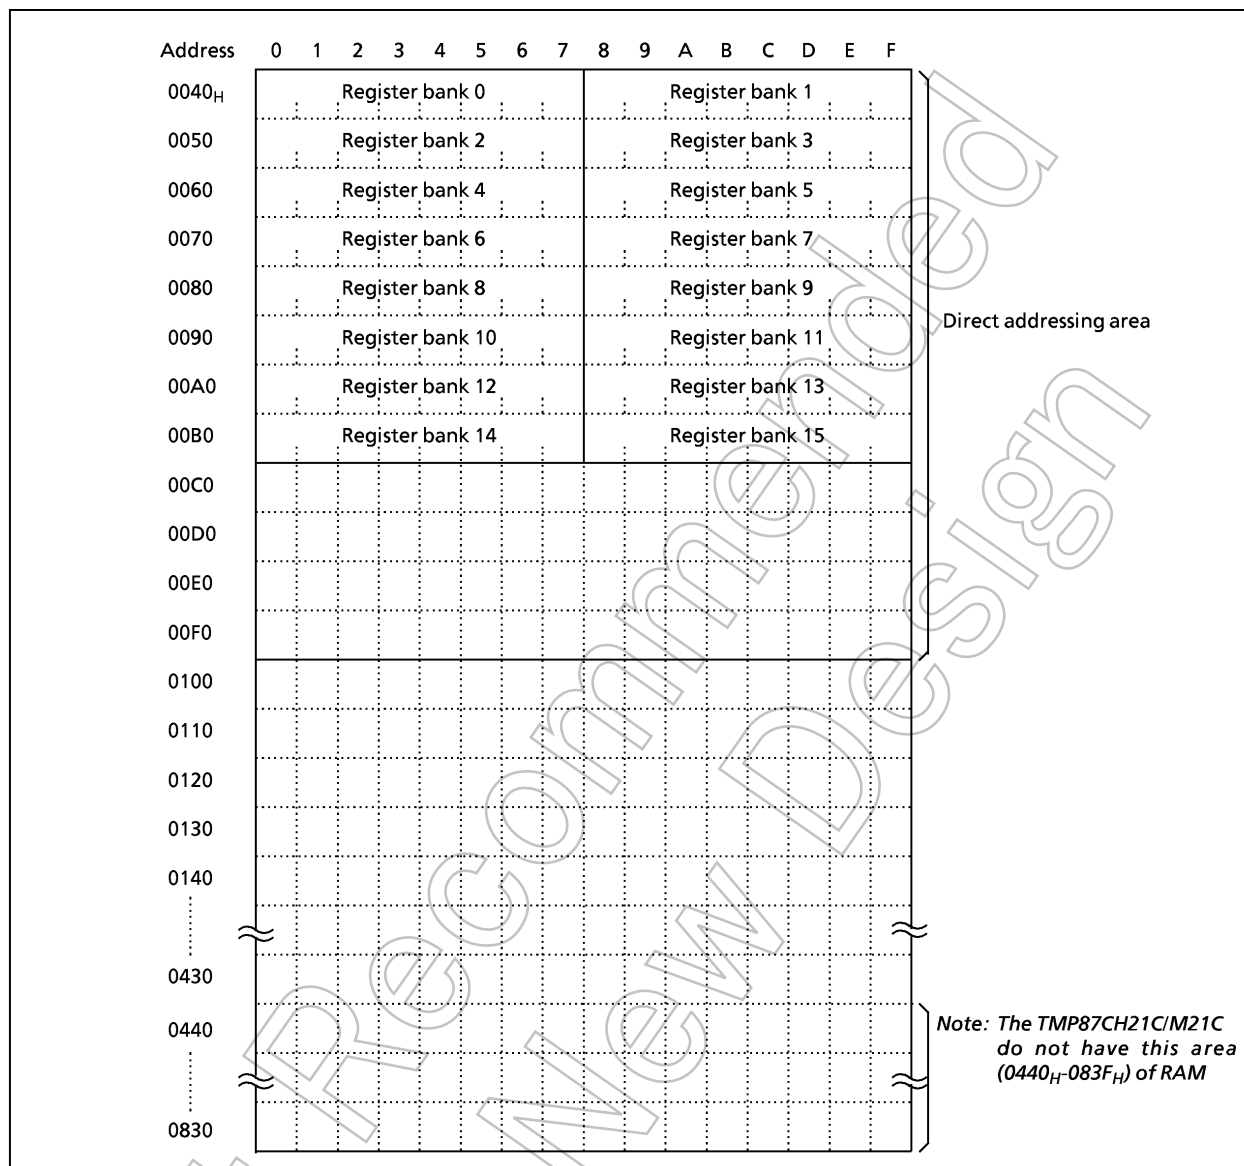 Address 0 1 2 3 4 5 6 7 8 9 A B C D E F
0040H Register bank 0 Register bank 1
0050 Register bank 2 Register bank 3
0060 Register bank 4 Register bank 5
0070 Register bank 6 Register bank 7
0080 Register bank 8 Register bank 9
Direct addressing area
0090 Register bank 10 Register bank 11
00A0 Register bank 12 Register bank 13
00B0 Register bank 14 Register bank 15
00C0
00D0
00E0
00F0
0100
0110
0120
0130
0140
0430
0440
Note: The TMP87CH21C/M21C
do not have this area
(0440H-083FH) of RAM
0830
Recommended
New Design